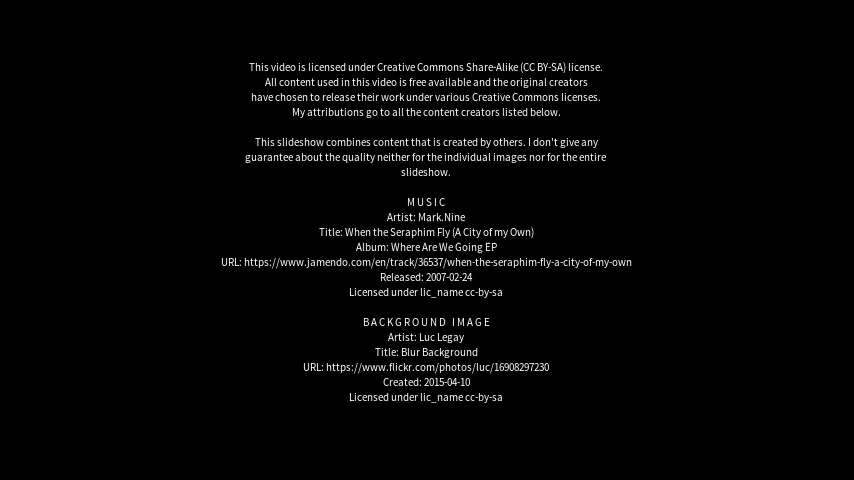 This video is licensed under Creative Commons Share-Alike (CC BY-SA) license.
All content used in this video is free available and the original creators
have chosen to release their work under various Creative Commons licenses.
My attributions go to all the content creators listed below.
This slideshow combines content that is created by others. I don't give any
guarantee about the quality neither for the individual images nor for the entire
slideshow.
MUSIC
Artist: Mark.Nine
Title: When the Seraphim Fly (A City of my Own)
Album: Where Are We Going EP
URL: https://www.jamendo.com/en/track/36537/when-the-seraphim-fly-a-city-of-my-own
Released: 2007-02-24
Licensed under lic_name cc-by-sa
BACKGROUND IMAGE
Artist: Luc Legay
Title: Blur Background
URL: https://www.flickr.com/photos/luc/16908297230
Created: 2015-04-10
Licensed under lic_name cc-by-sa